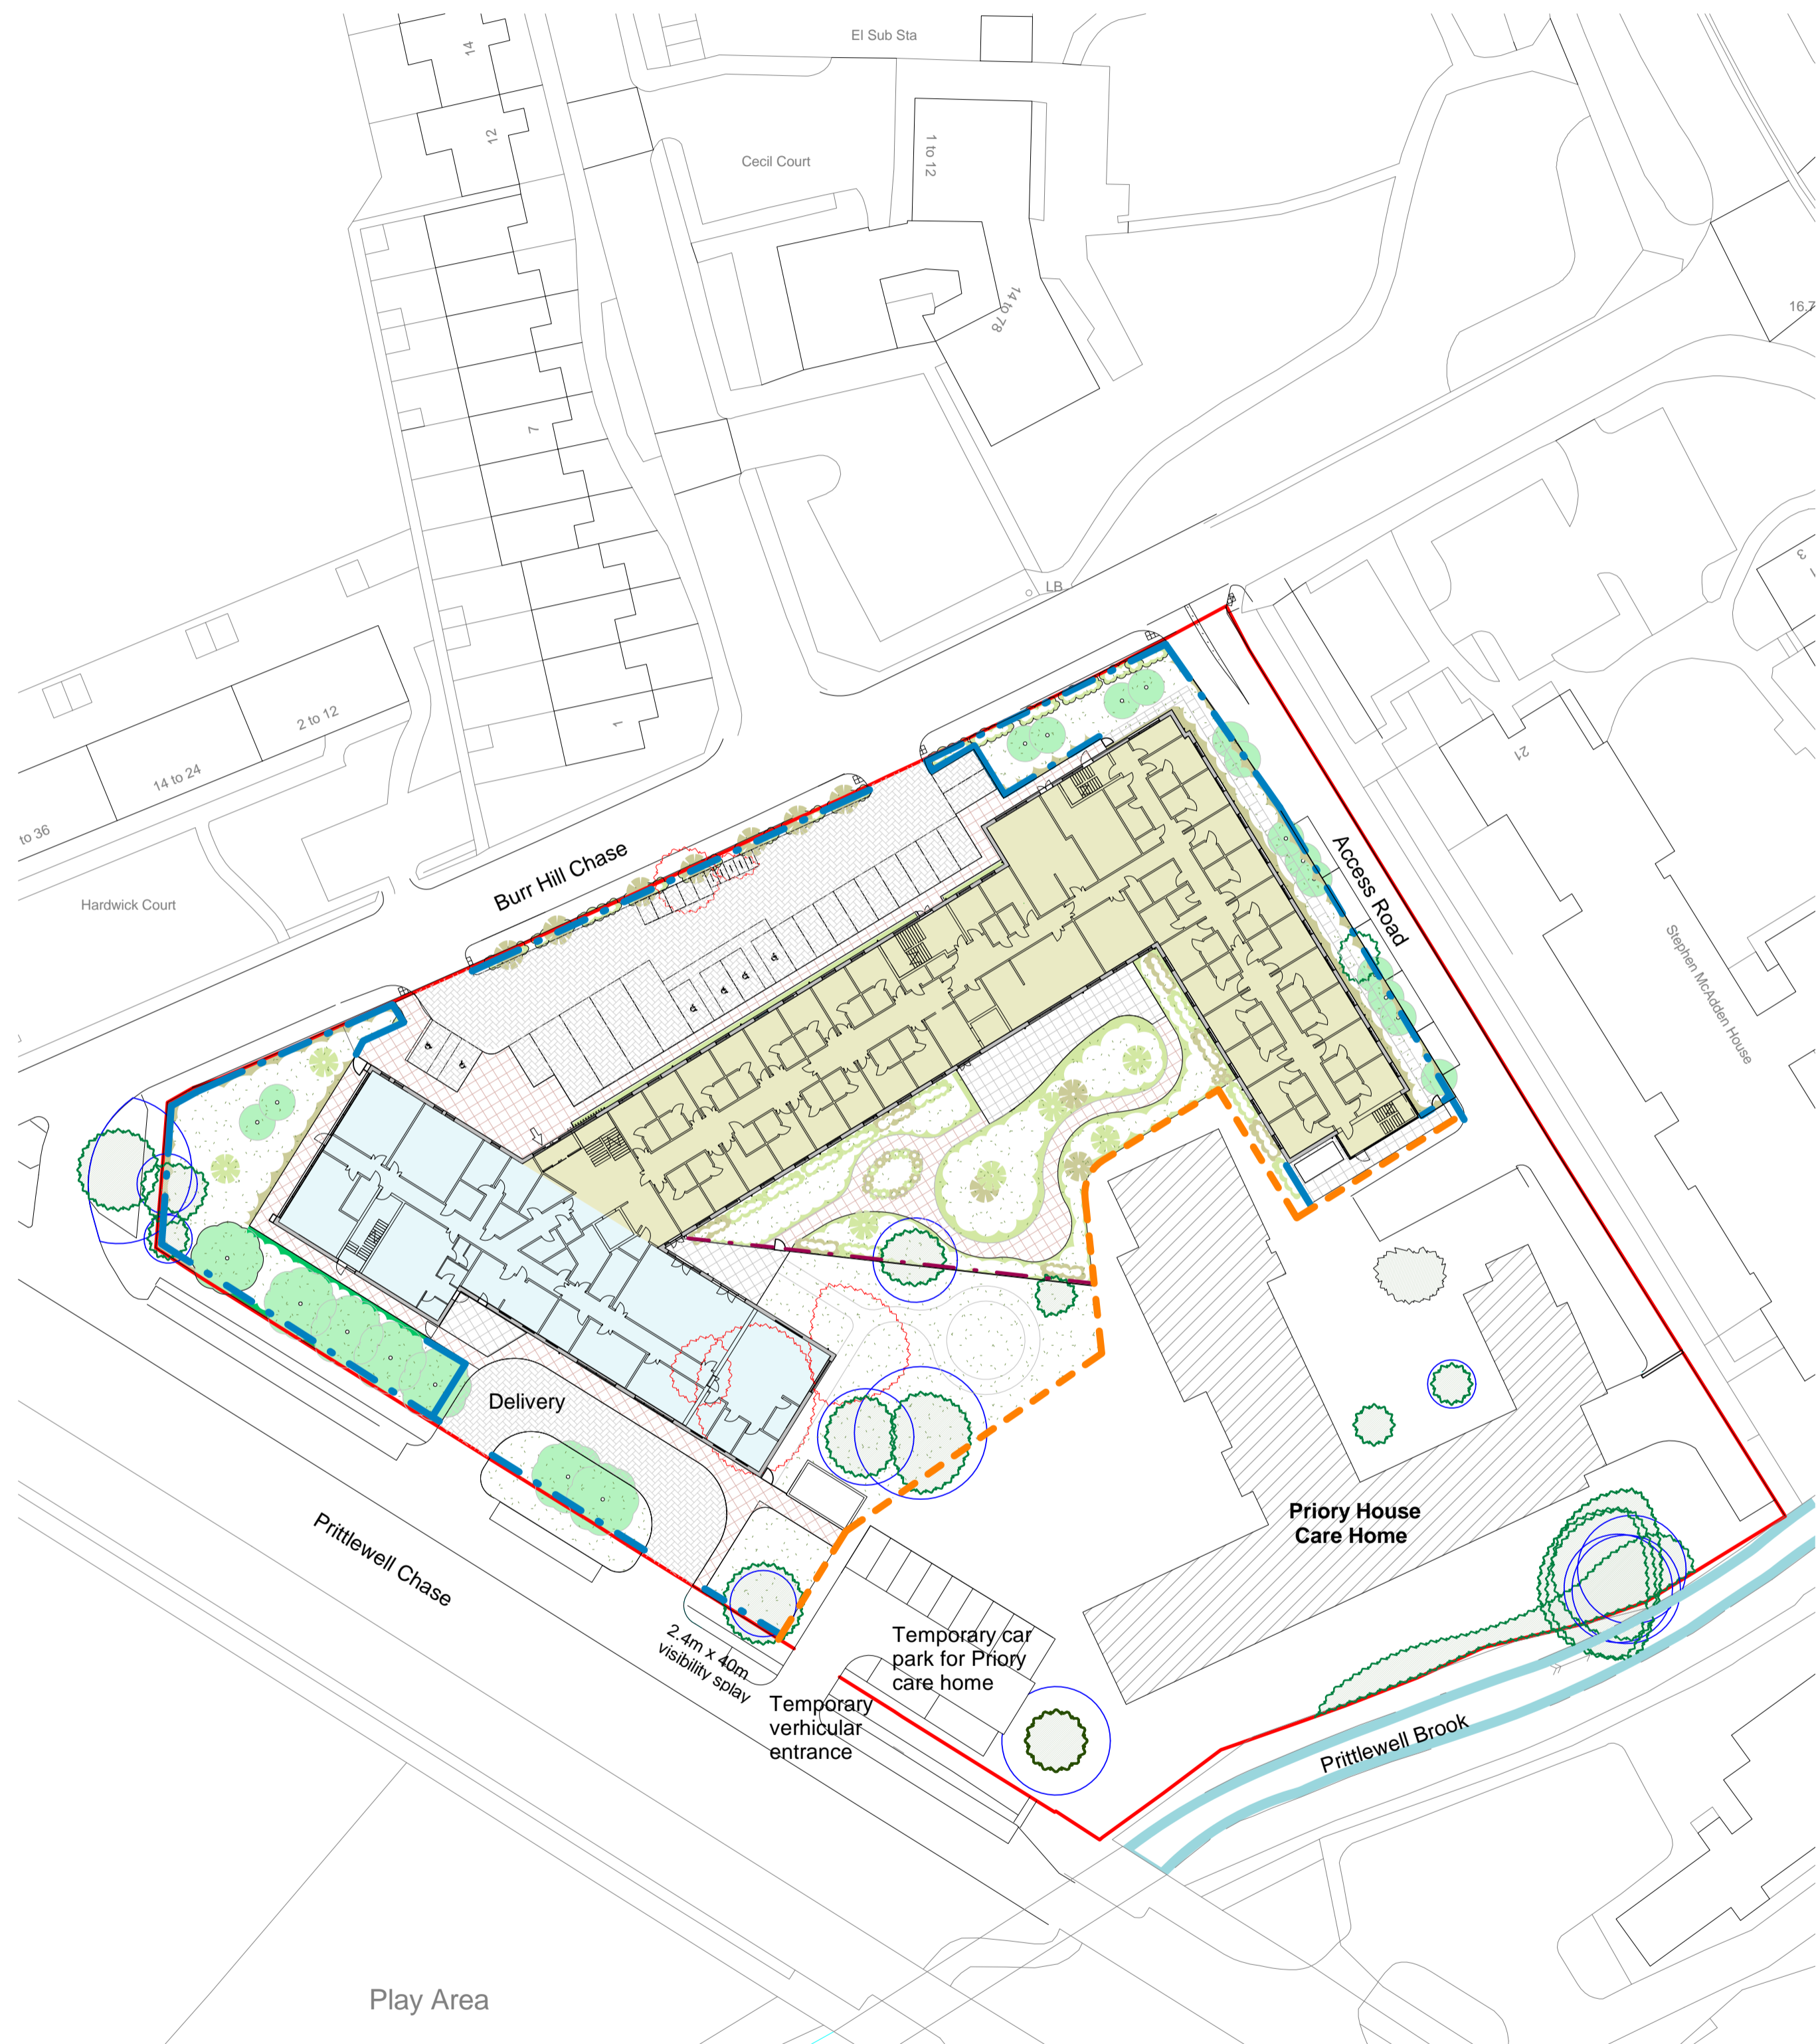 El Sub Sta
14
12
1 to 12
Cecil Court
14 to 78
16.7
7
LB
3
2 to 12
1
14 to 24
21
to 36
Burr Hill Chase
Access Road
Hardwick Court
Stephen McAdden House
Delivery
Priory House
Care Home
Prittlewell Chase
2.4m x 40m
visibility splay
Temporary car
park for Priory
care home
Temporary
verhicular
entrance
Prittlewell Brook
Play Area